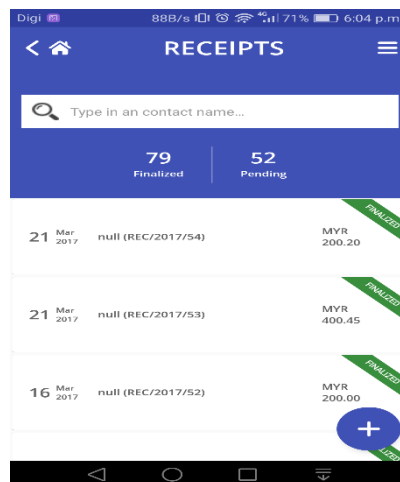 Digi 88B/s 4G 71% 6:04 p.m
RECEIPTS
Type in an contact name...
79 52
Finalized Pending
FINALIZED
21 Mar 2017 null (REC/2017/54) MYR 200.20
FINALIZED
21 Mar 2017 null (REC/2017/53) MYR 400.45
FINALIZED
16 Mar 2017 null (REC/2017/52) MYR 200.00
+